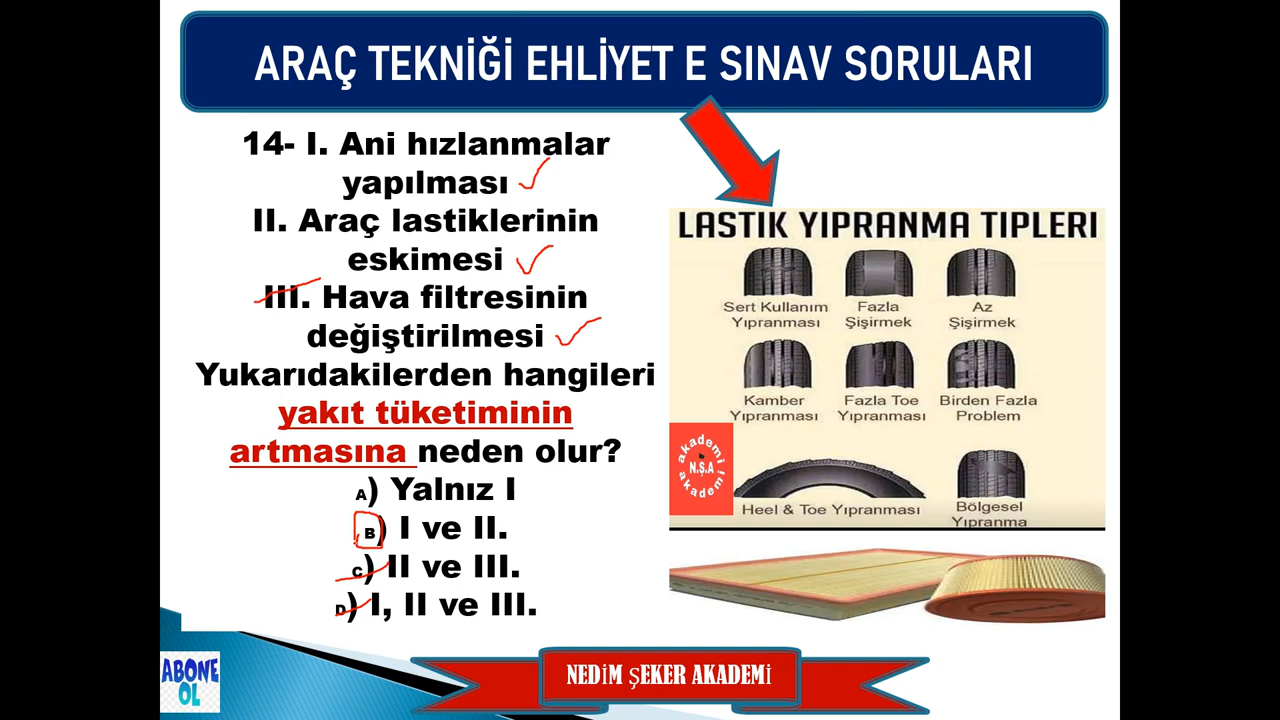 ARAÇ TEKNİĞİ EHLİYET E SINAV SORULARI
14- I. Ani hızlanmalar
yapılması
II. Araç lastiklerinin
eskimesi
III. Hava filtresinin
değiştirilmesi
Yukarıdakilerden hangileri
yakıt tüketiminin
artmasına neden olur?
A) Yalnız I
B) I ve II.
C) II ve III.
D) I, II ve III.
LASTIK YIPRANMA TIPLERI
Sert Kullanım
Yıpranması
Fazla
Şişirmek
Az
Şişirmek
Kamber
Yıpranması
Fazla Toe
Yıpranması
Birden Fazla
Problem
akademi
N.Ş.A
akademi
Heel & Toe Yıpranması
Bölgesel
Yıpranma
ABONE
OL
NEDİM ŞEKER AKADEMİ